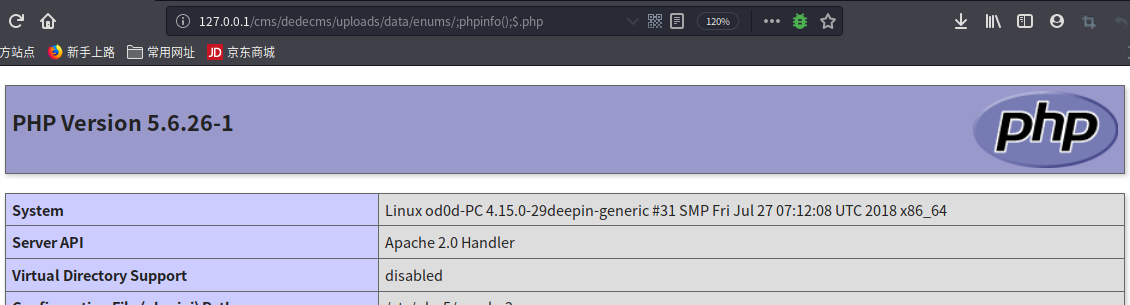 127.0.0.1/cms/dedecms/uploads/data/enums/;phpinfo();$.php 120%
方站点 新手上路 常用网址 JD 京东商城
PHP Version 5.6.26-1 php
System Linux od0d-PC 4.15.0-29deepin-generic #31 SMP Fri Jul 27 07:12:08 UTC 2018 x86_64
Server API Apache 2.0 Handler
Virtual Directory Support disabled